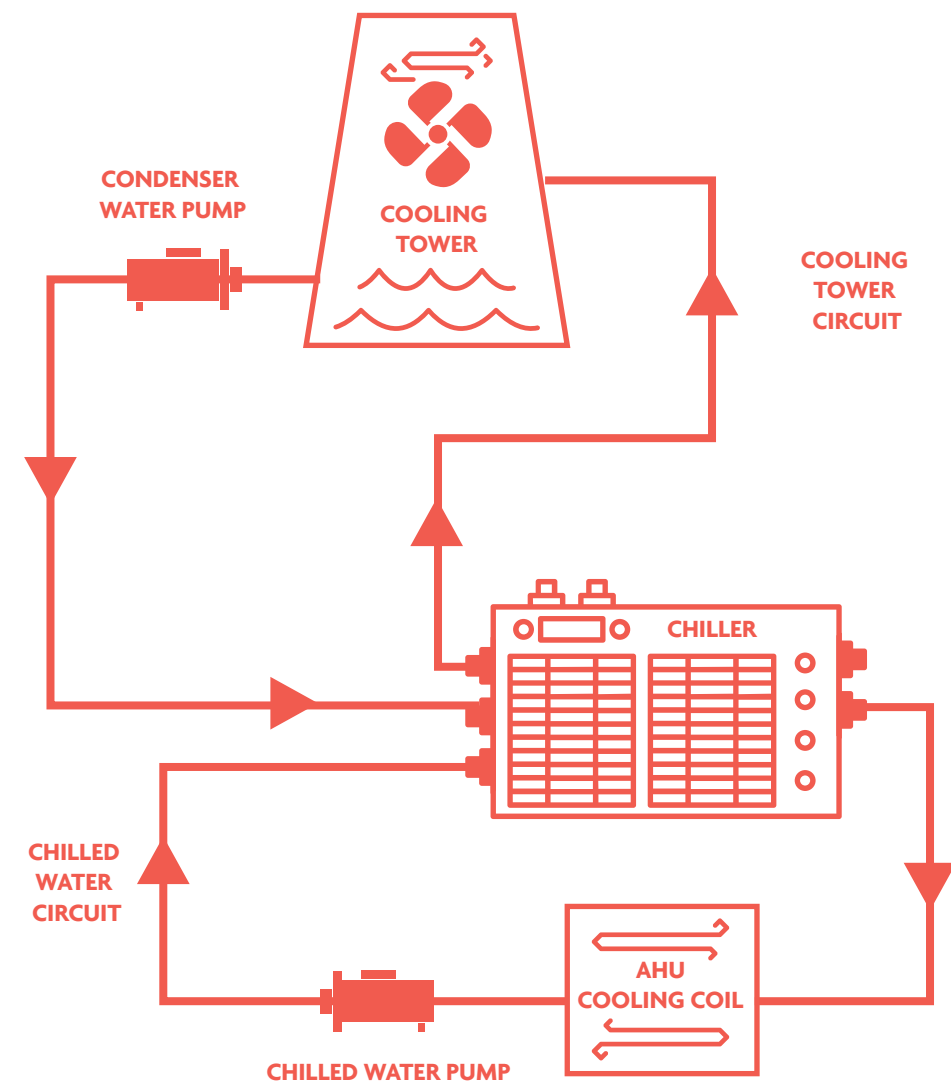 CONDENSER
WATER PUMP
COOLING
TOWER
COOLING
TOWER
CIRCUIT
CHILLER
CHILLED
WATER
CIRCUIT
AHU
COOLING COIL
CHILLED WATER PUMP